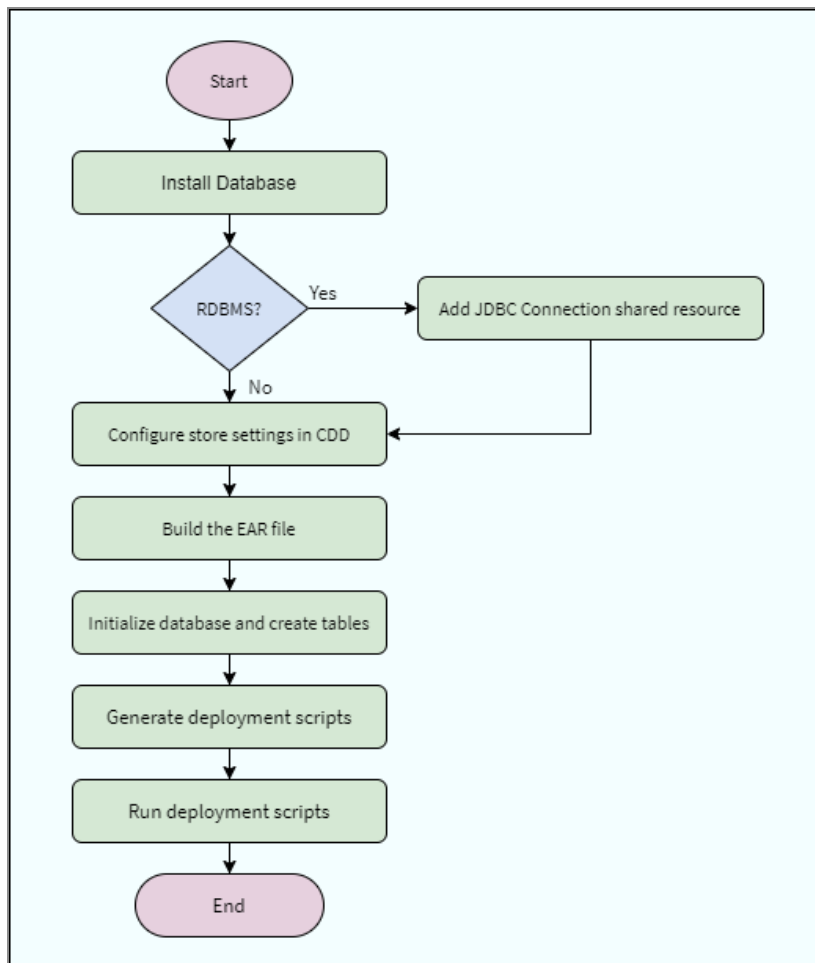 Start
Install Database
RDBMS?
Yes
Add JDBC Connection shared resource
No
Configure store settings in CDD
Build the EAR file
Initialize database and create tables
Generate deployment scripts
Run deployment scripts
End